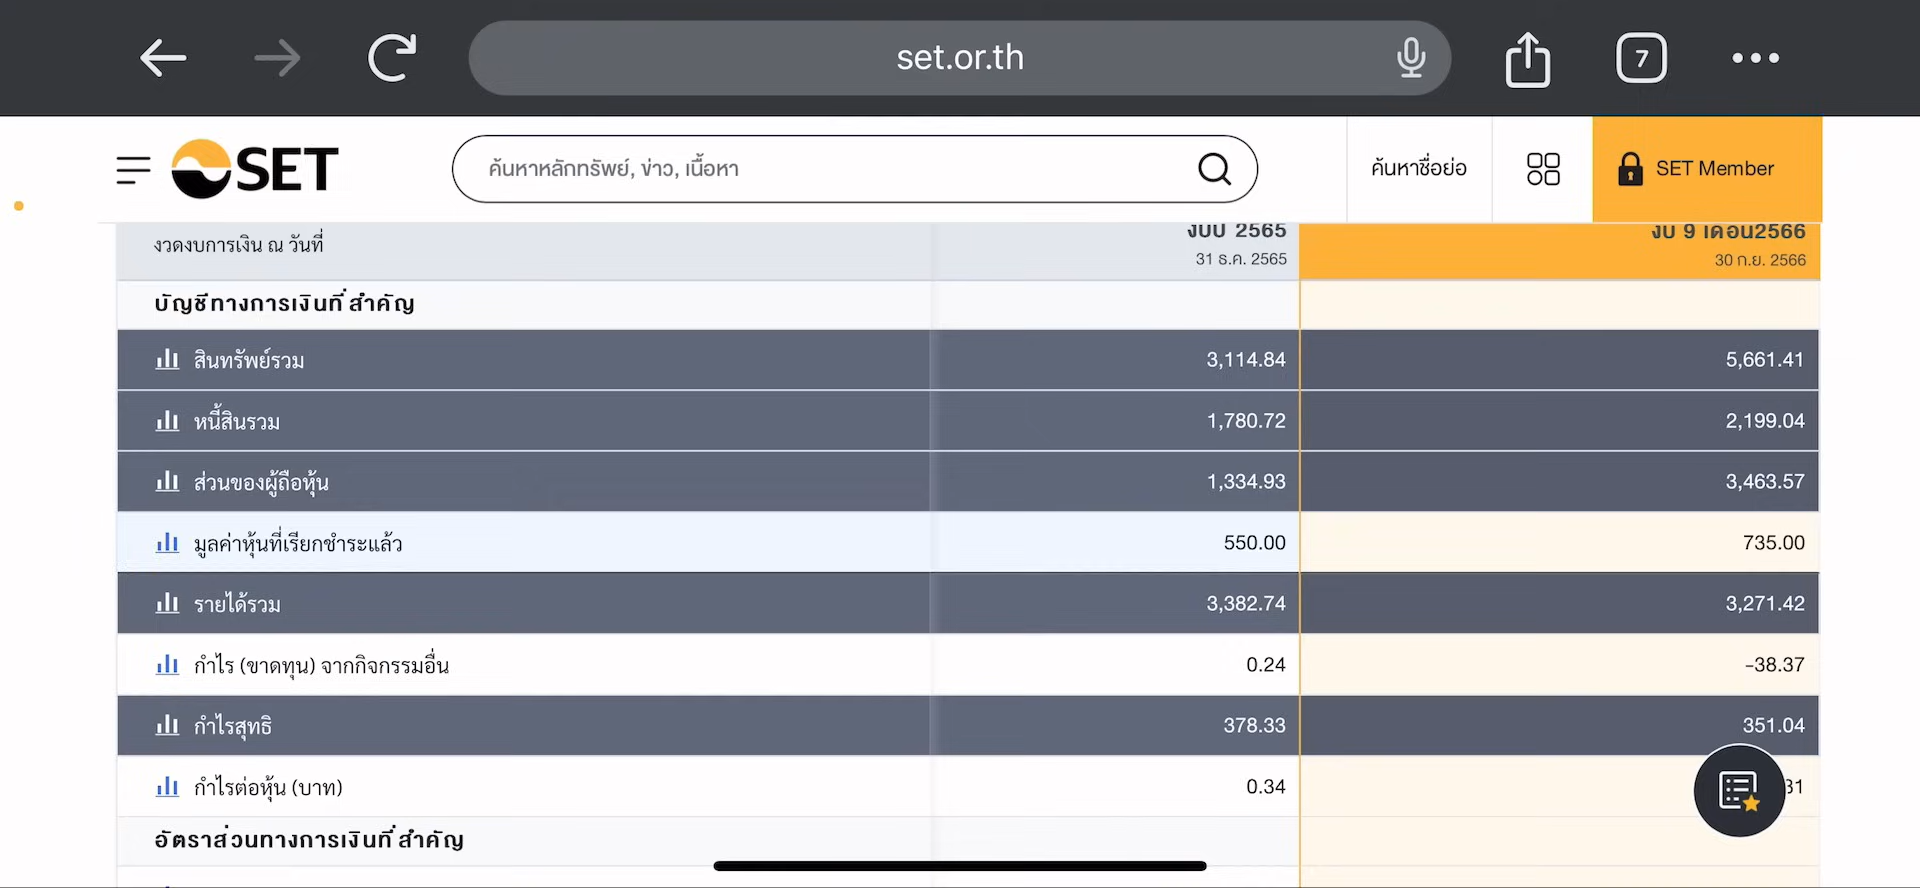 set.or.th
7
SET
ค้นหาหลักทรัพย์, ข่าว, เนื้อหา
ค้นหาชื่อย่อ
SET Member
งวดงบการเงิน ณ วันที่
งบปี 2565
31 ธ.ค. 2565
งบ 9 เดือน2566
30 ก.ย. 2566
บัญชีทางการเงินที่สำคัญ
สินทรัพย์รวม 3,114.84 5,661.41
หนี้สินรวม 1,780.72 2,199.04
ส่วนของผู้ถือหุ้น 1,334.93 3,463.57
มูลค่าหุ้นที่เรียกชำระแล้ว 550.00 735.00
รายได้รวม 3,382.74 3,271.42
กำไร (ขาดทุน) จากกิจกรรมอื่น 0.24 -38.37
กำไรสุทธิ 378.33 351.04
กำไรต่อหุ้น (บาท) 0.34
อัตราส่วนทางการเงินที่สำคัญ